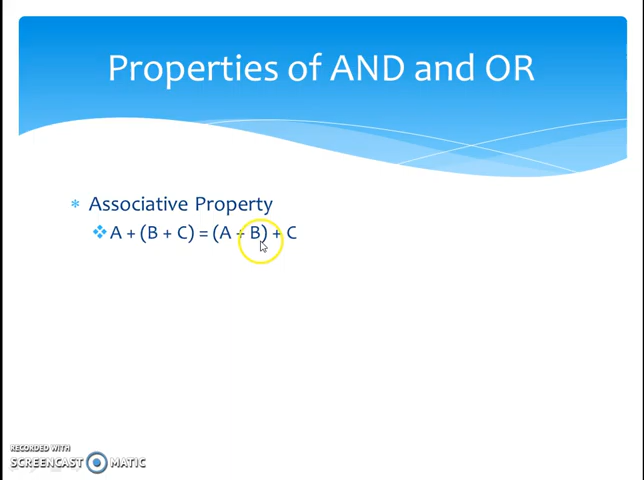 Properties of AND and OR
Associative Property
A + (B + C) = (A + B) + C
RECORDED WITH
SCREENCAST MATIC